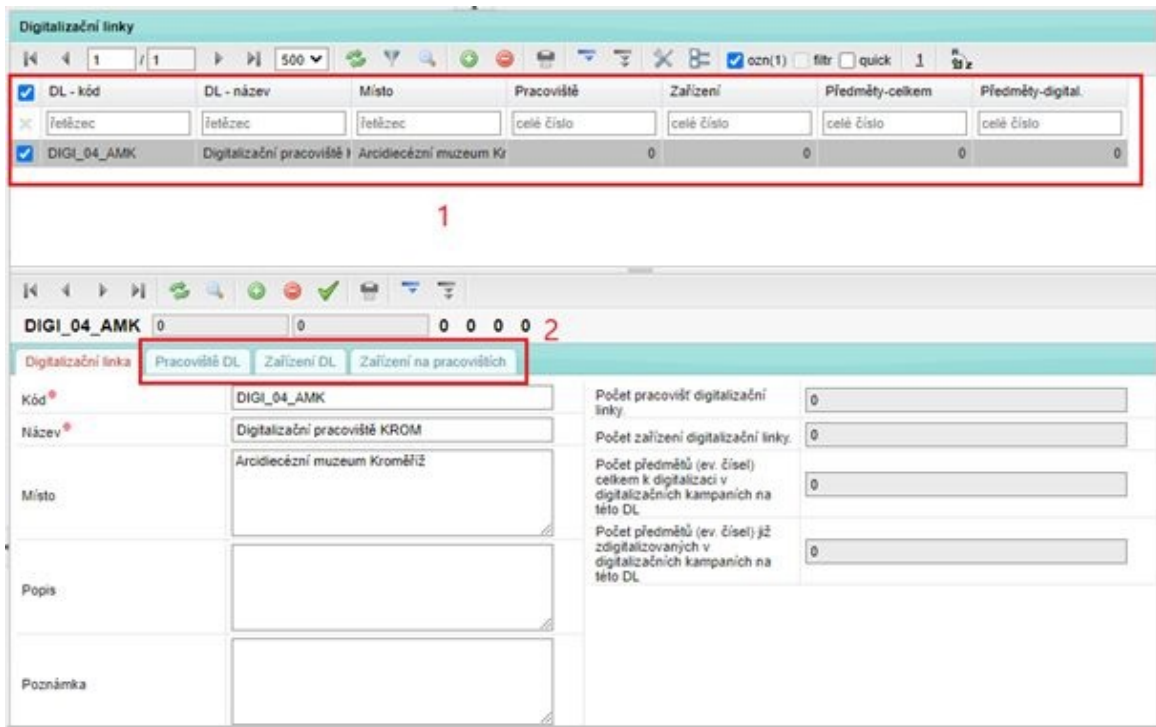 Digitalizační linky
1 / 1 500 ozn(1) filtr quick 1
DL - kód DL - název Místo Pracoviště Zařízení Předměty-celkem Předměty-digital.
řetězec řetězec řetězec celé číslo celé číslo celé číslo celé číslo
DIGI_04_AMK Digitalizační pracoviště Arcidiecézní muzeum Kr 0 0 0 0
1
DIGI_04_AMK 0 0 0 0 0 0 2
Digitalizační linka Pracoviště DL Zařízení DL Zařízení na pracovištích
Kód DIGI_04_AMK
Název Digitalizační pracoviště KROM
Místo Arcidiecézní muzeum Kroměříž
Popis
Poznámka
Počet pracovišť digitalizační
linky. 0
Počet zařízení digitalizační linky. 0
Počet předmětů (ev. čísel)
celkem k digitalizaci v
digitalizačních kampaních na
této DL 0
Počet předmětů (ev. čísel) již
zdigitalizovaných v
digitalizačních kampaních na
této DL 0